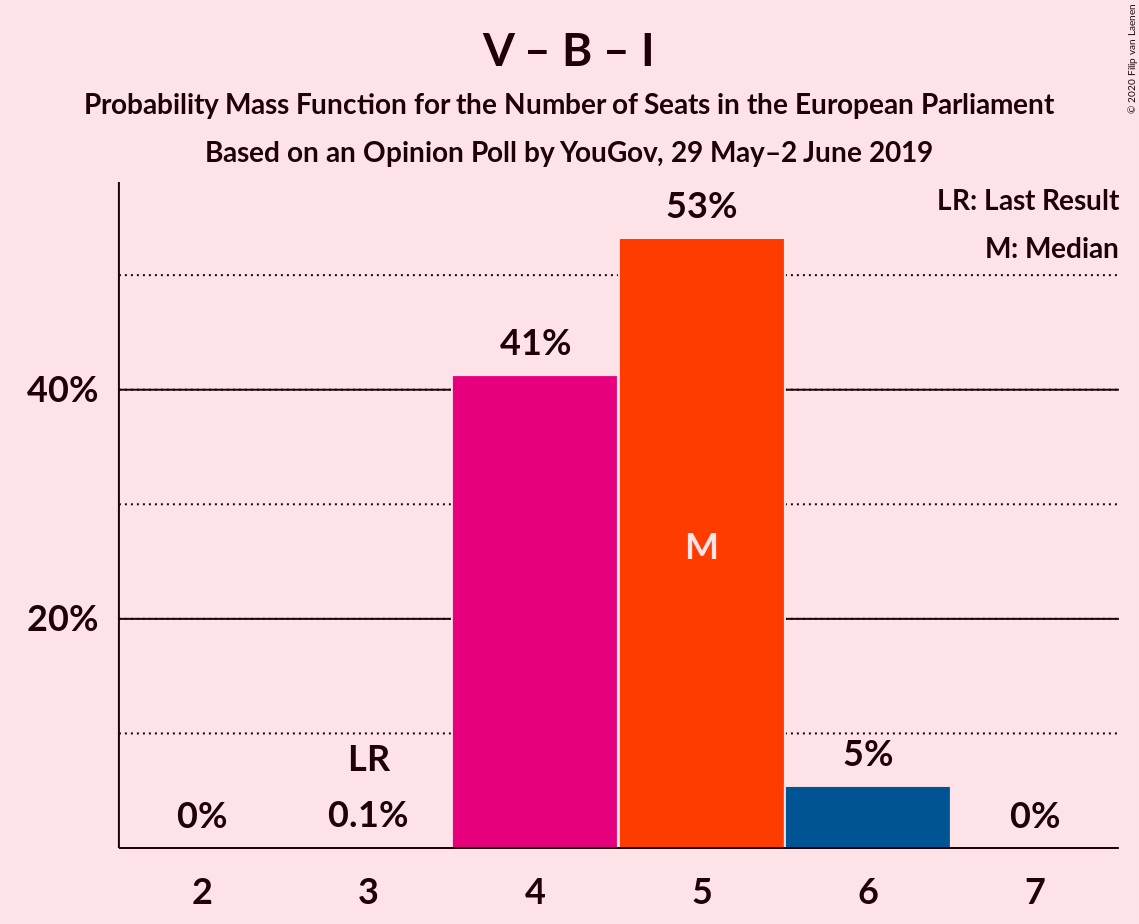 V – B – I
Probability Mass Function for the Number of Seats in the European Parliament
Based on an Opinion Poll by YouGov, 29 May–2 June 2019
© 2020 Filip van Laenen
LR: Last Result
M: Median
53%
41%
40%
M
20%
LR
5%
0%
0.1%
0%
2 3 4 5 6 7